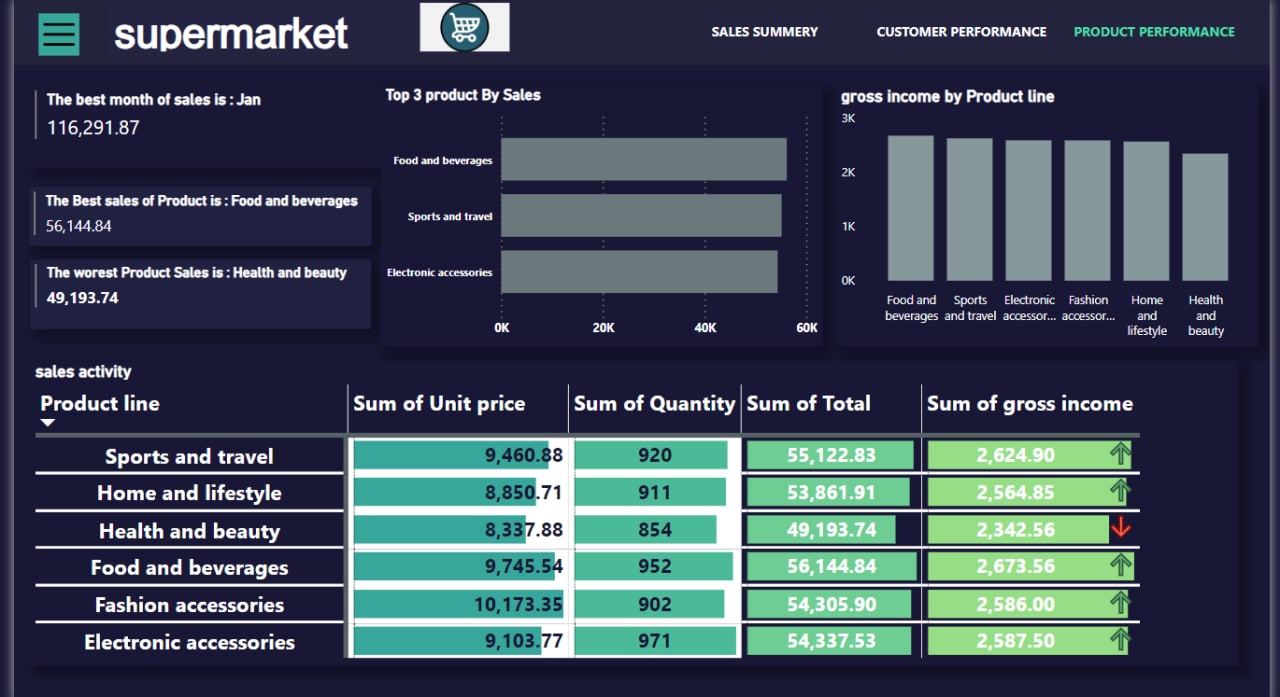 supermarket
SALES SUMMERY
CUSTOMER PERFORMANCE
PRODUCT PERFORMANCE
The best month of sales is : Jan
116,291.87
The Best sales of Product is : Food and beverages
56,144.84
The worest Product Sales is : Health and beauty
49,193.74
Top 3 product By Sales
Food and beverages
Sports and travel
Electronic accessories
0K 20K 40K 60K
gross income by Product line
3K
2K
1K
0K
Food and
beverages
Sports
and travel
Electronic
accessor...
Fashion
accessor...
Home
and
lifestyle
Health
and
beauty
sales activity
Product line Sum of Unit price Sum of Quantity Sum of Total Sum of gross income
Sports and travel 9,460.88 920 55,122.83 2,624.90
Home and lifestyle 8,850.71 911 53,861.91 2,564.85
Health and beauty 8,337.88 854 49,193.74 2,342.56
Food and beverages 9,745.54 952 56,144.84 2,673.56
Fashion accessories 10,173.35 902 54,305.90 2,586.00
Electronic accessories 9,103.77 971 54,337.53 2,587.50